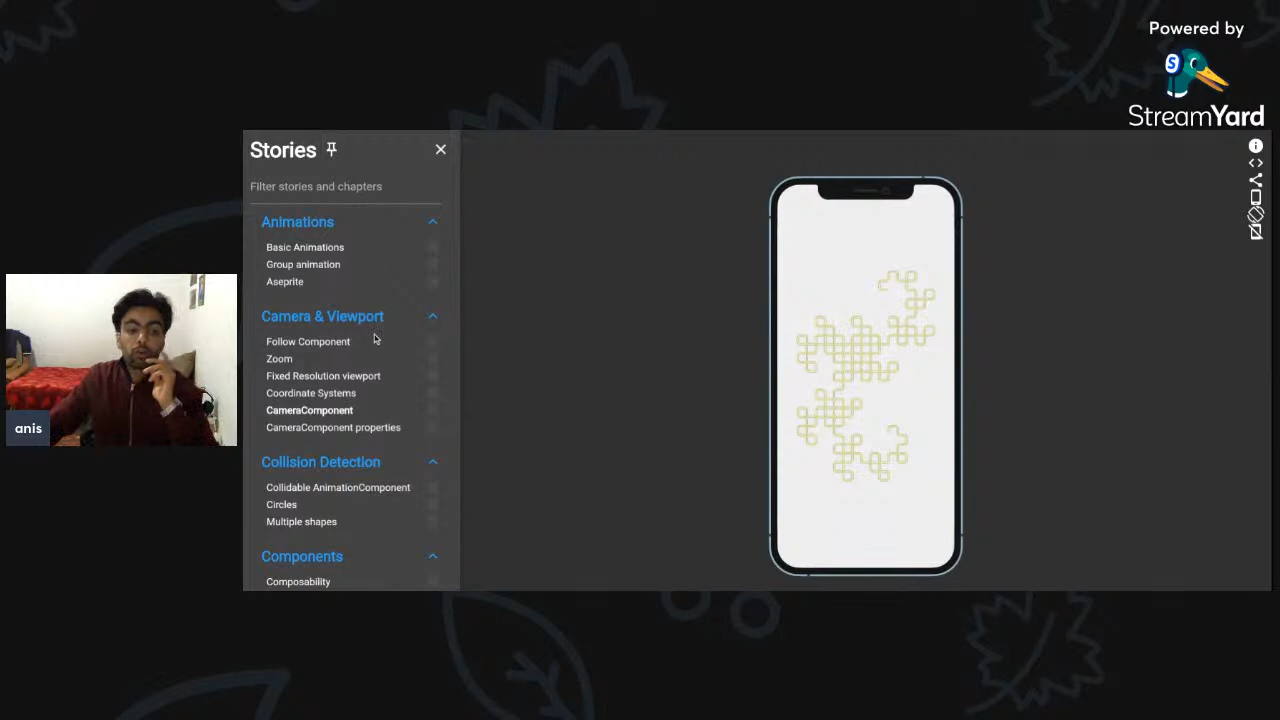 Powered by
S
StreamYard
Stories
Filter stories and chapters
Animations
Basic Animations
Group animation
Aseprite
Camera & Viewport
Follow Component
Zoom
Fixed Resolution viewport
Coordinate Systems
CameraComponent
CameraComponent properties
Collision Detection
Collidable AnimationComponent
Circles
Multiple shapes
Components
Composability
anis